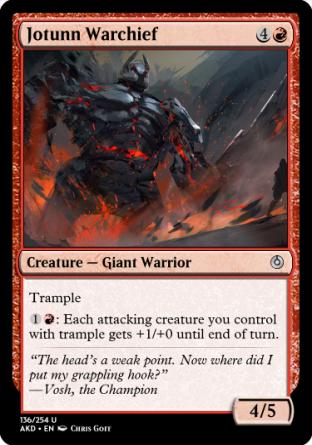 Jotunn Warchief 4
Creature — Giant Warrior
Trample
1 : Each attacking creature you control
with trample gets +1/+0 until end of turn.
“The head’s a weak point. Now where did I
put my grappling hook?”
—Vosh, the Champion
4/5
136/254 U
AKD • EN Chris Goff